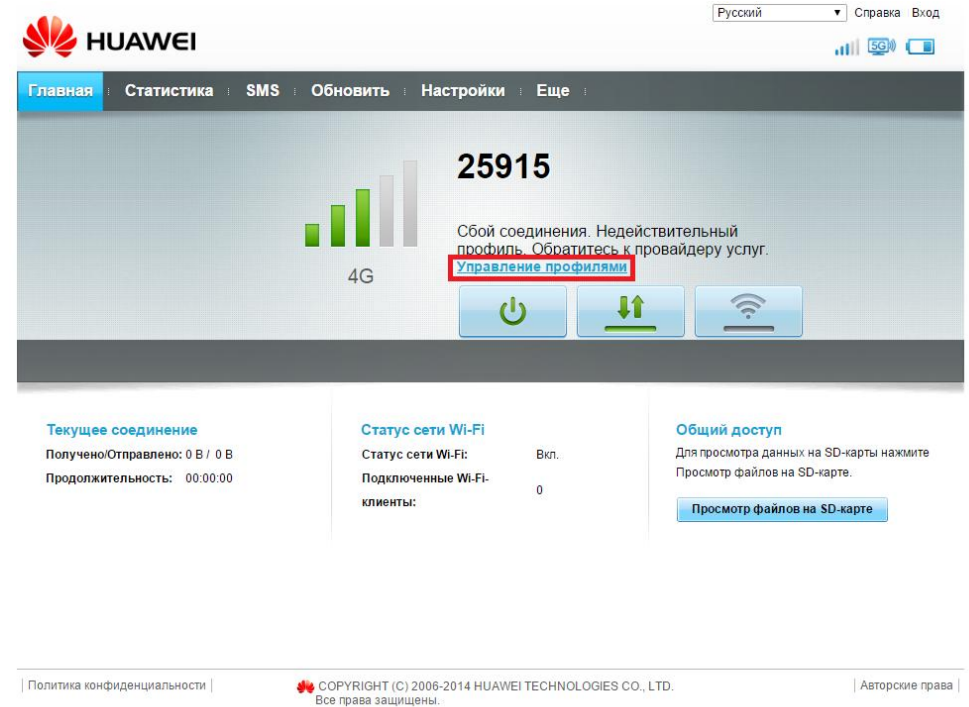 Русский
Справка Вход
HUAWEI
5G
Главная Статистика SMS Обновить Настройки Еще
25915
Сбой соединения. Недействительный
профиль. Обратитесь к провайдеру услуг.
Управление профилями
4G
Текущее соединение
Получено/Отправлено: 0 B / 0 B
Продолжительность: 00:00:00
Статус сети Wi-Fi
Статус сети Wi-Fi: Вкл.
Подключенные Wi-Fi-
клиенты: 0
Общий доступ
Для просмотра данных на SD-карты нажмите
Просмотр файлов на SD-карте.
Просмотр файлов на SD-карте
Политика конфиденциальности
COPYRIGHT (C) 2006-2014 HUAWEI TECHNOLOGIES CO., LTD.
Все права защищены.
Авторские права